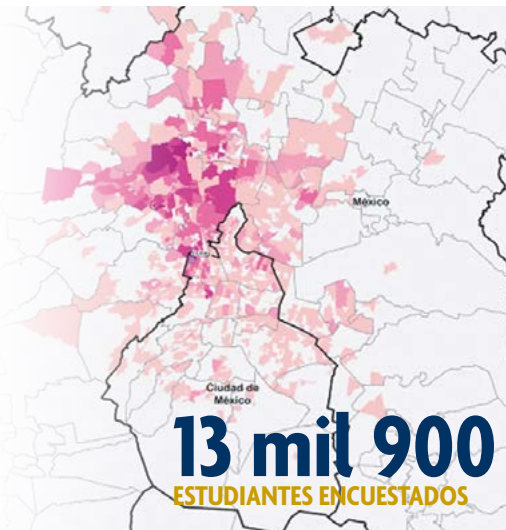 México
Ciudad de
México
13 mil 900
ESTUDIANTES ENCUESTADOS